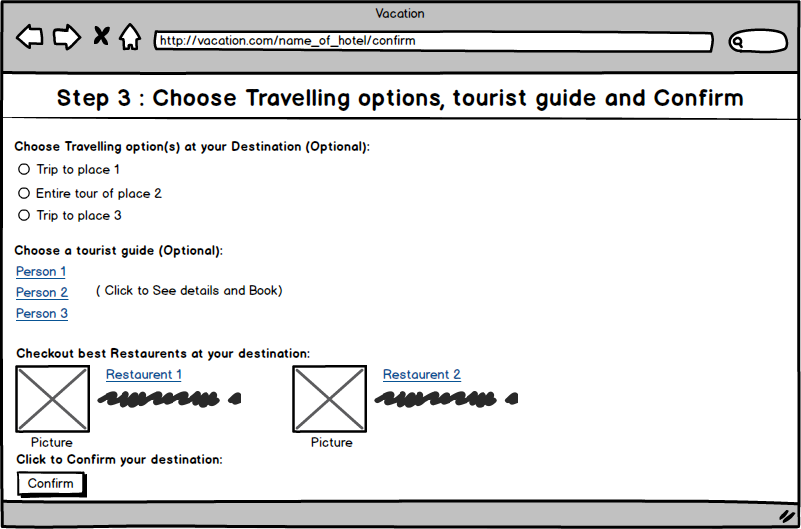 Vacation
http://vacation.com/name_of_hotel/confirm
Step 3 : Choose Travelling options, tourist guide and Confirm
Choose Travelling option(s) at your Destination (Optional):
Trip to place 1
Entire tour of place 2
Trip to place 3
Choose a tourist guide (Optional):
Person 1
Person 2 ( Click to See details and Book)
Person 3
Checkout best Restaurents at your destination:
Restaurent 1 Restaurent 2
Picture Picture
Click to Confirm your destination:
Confirm